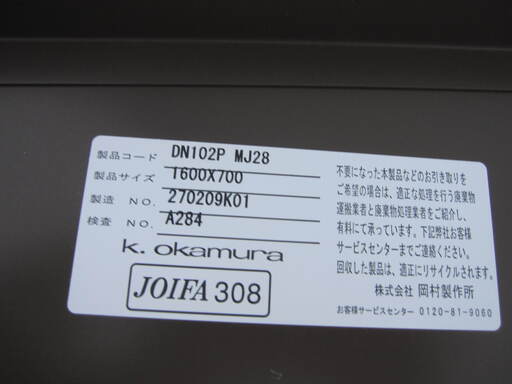 製品コード DN102P MJ28
製品サイズ 1600X700
製造 NO. 270209K01
検査 NO. A284
k. okamura
JOIFA 308
不要になった本製品などのお引き取りを
ご希望の場合は、適正な処理を行う廃棄物
運搬業者と廃棄物処理業者をご紹介し、
有料にて承っています。下記弊社お客様
サービスセンターまでご連絡ください。
回収した製品は、適正にリサイクルされます。
株式会社 岡村製作所
お客様サービスセンター 0120-81-9060